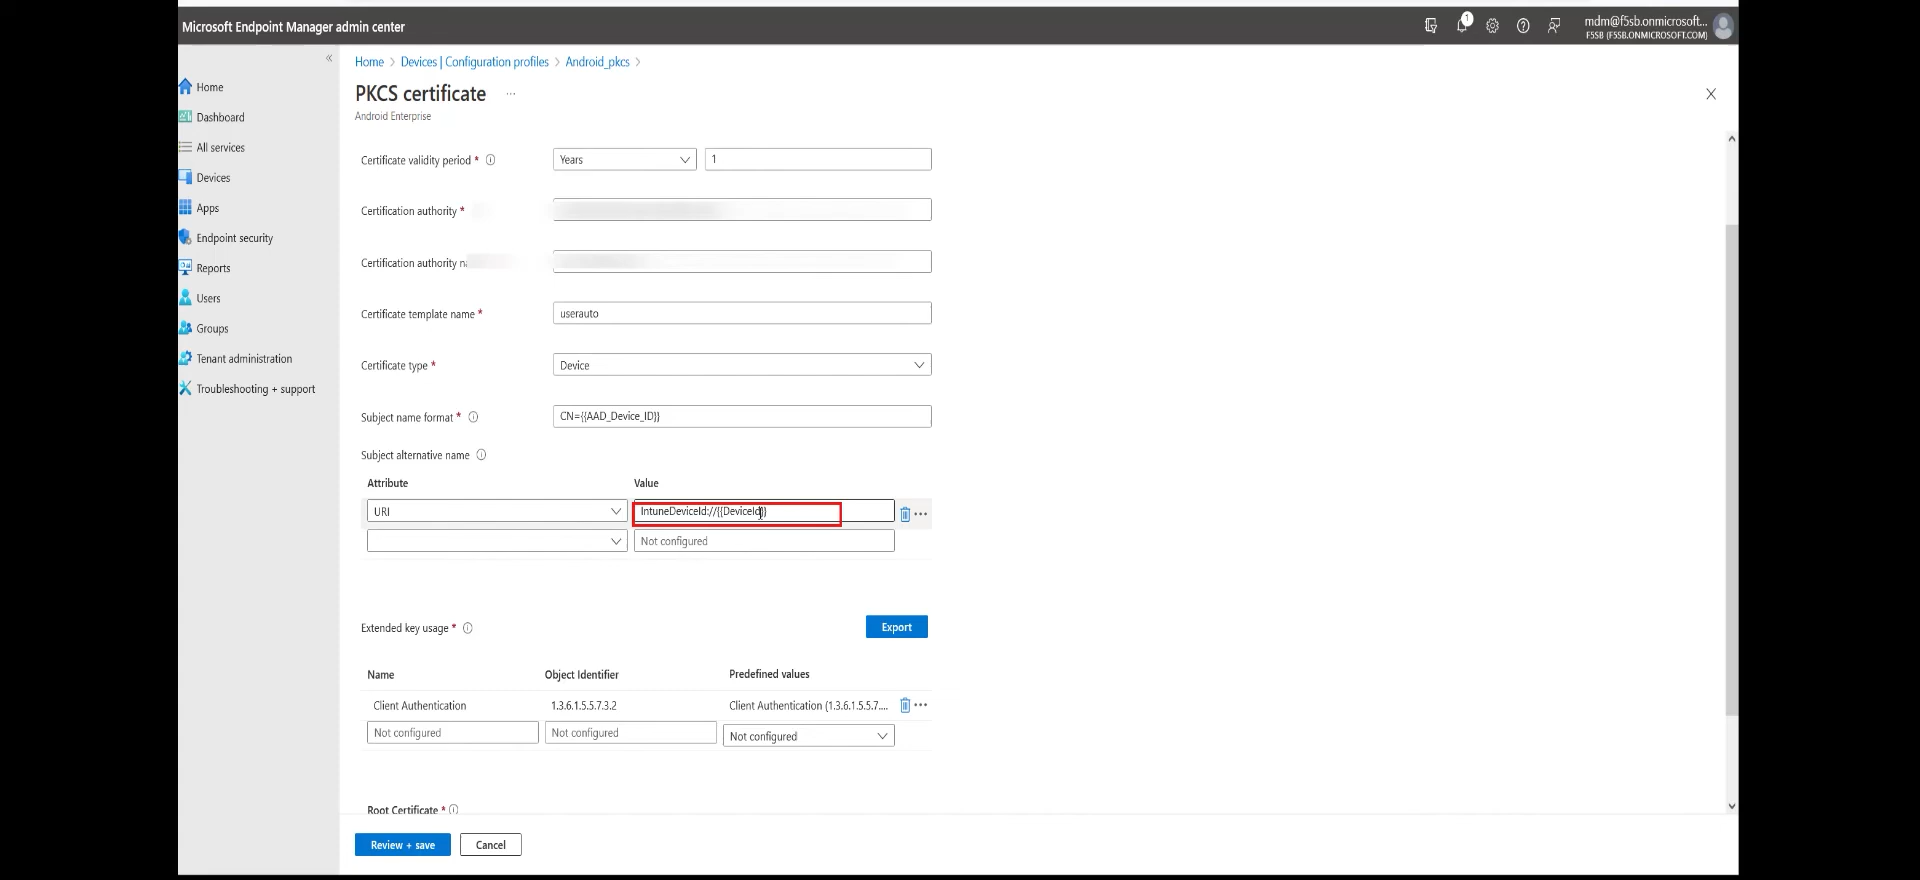 Microsoft Endpoint Manager admin center
1
mdm@f5sb.onmicrosoft...
F5SB (F5SB.ONMICROSOFT.COM)
«
Home
Dashboard
All services
Devices
Apps
Endpoint security
Reports
Users
Groups
Tenant administration
Troubleshooting + support
Home > Devices | Configuration profiles > Android_pkcs >
PKCS certificate ...
Android Enterprise
Certificate validity period *
Years
1
Certification authority *
Certification authority
Certificate template name *
userauto
Certificate type *
Device
Subject name format *
CN={{AAD_Device_ID}}
Subject alternative name
Attribute
Value
URI
IntuneDeviceId://{{DeviceId}}
Not configured
Extended key usage *
Export
Name
Object Identifier
Predefined values
Client Authentication
1.3.6.1.5.5.7.3.2
Client Authentication (1.3.6.1.5.5.7....
Not configured
Not configured
Not configured
Root Certificate *
Review + save
Cancel